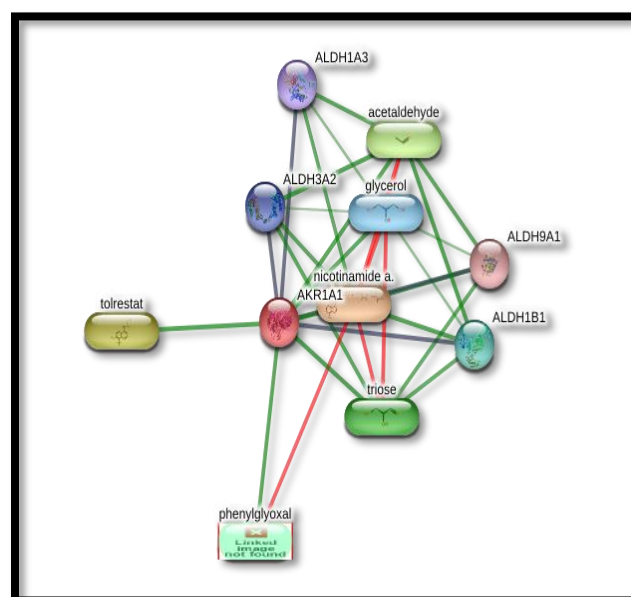 ALDH1A3
acetaldehyde
ALDH3A2
glycerol
ALDH9A1
nicotinamide a.
AKR1A1
tolrestat
ALDH1B1
triose
phenylglyoxal
Linked
image
not found